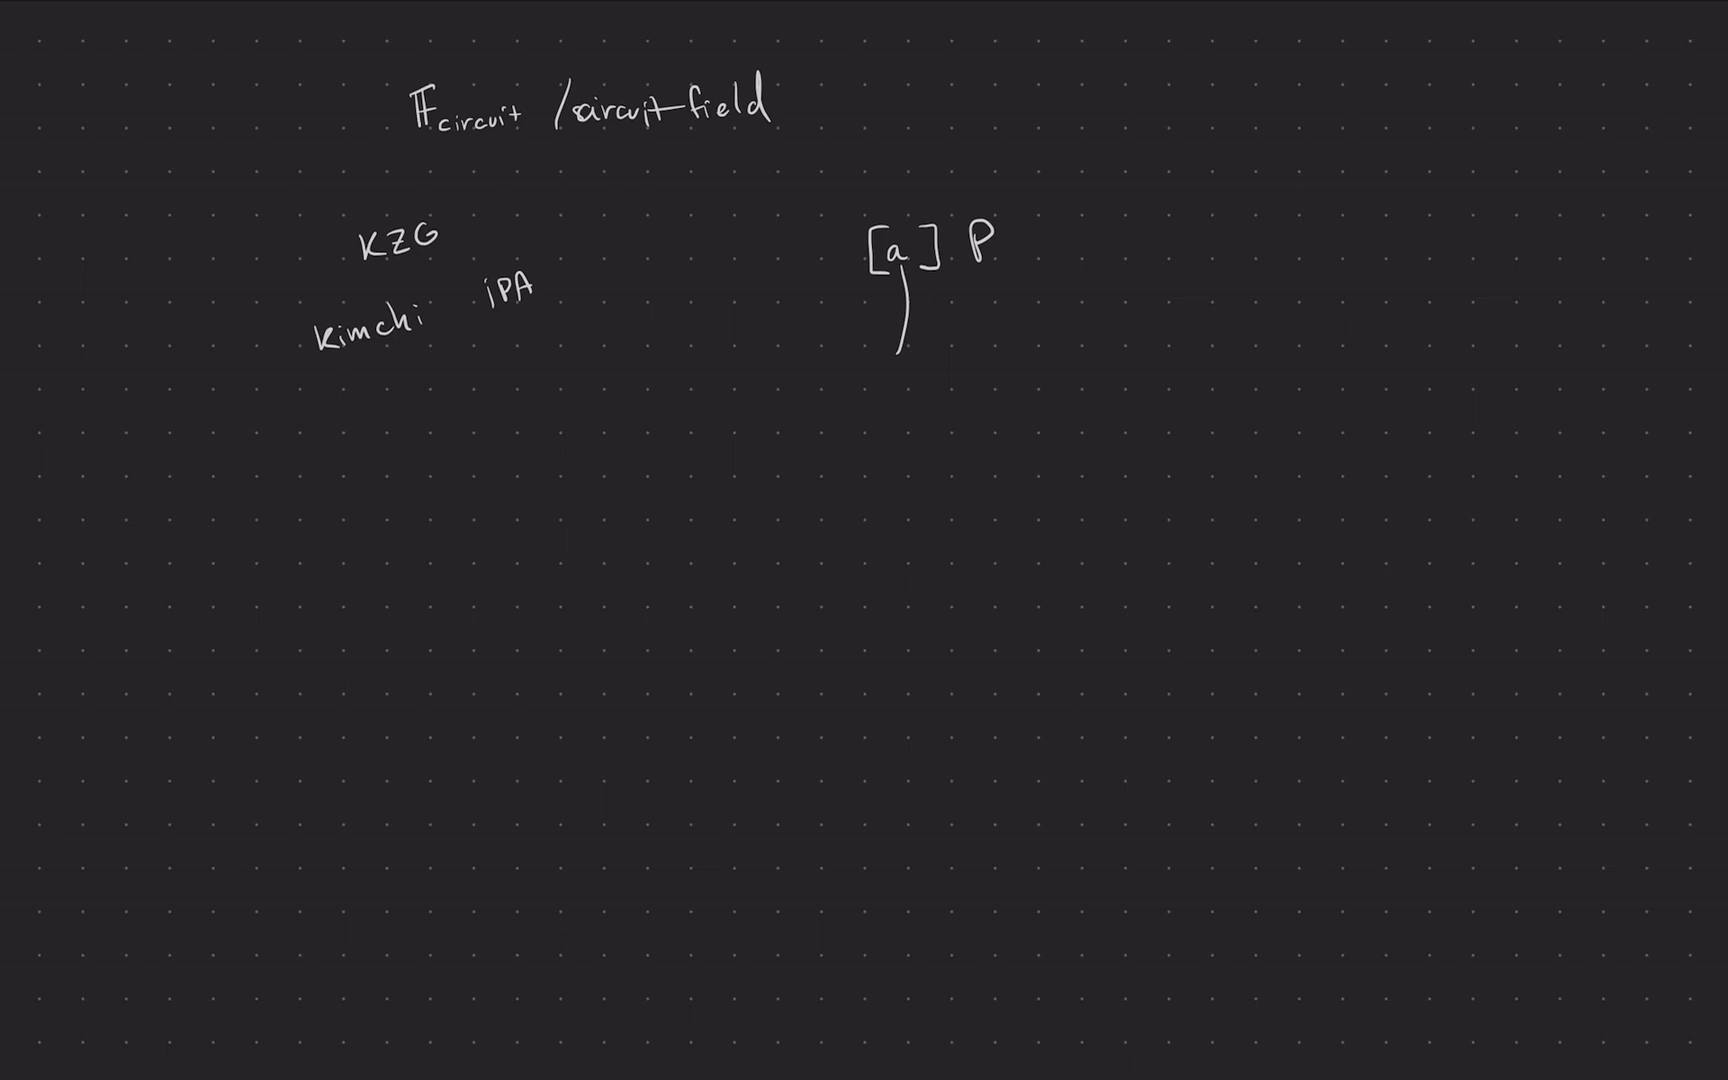 𝔽circuit / circuit-field
KZG
[a] P
iPA
kimchi